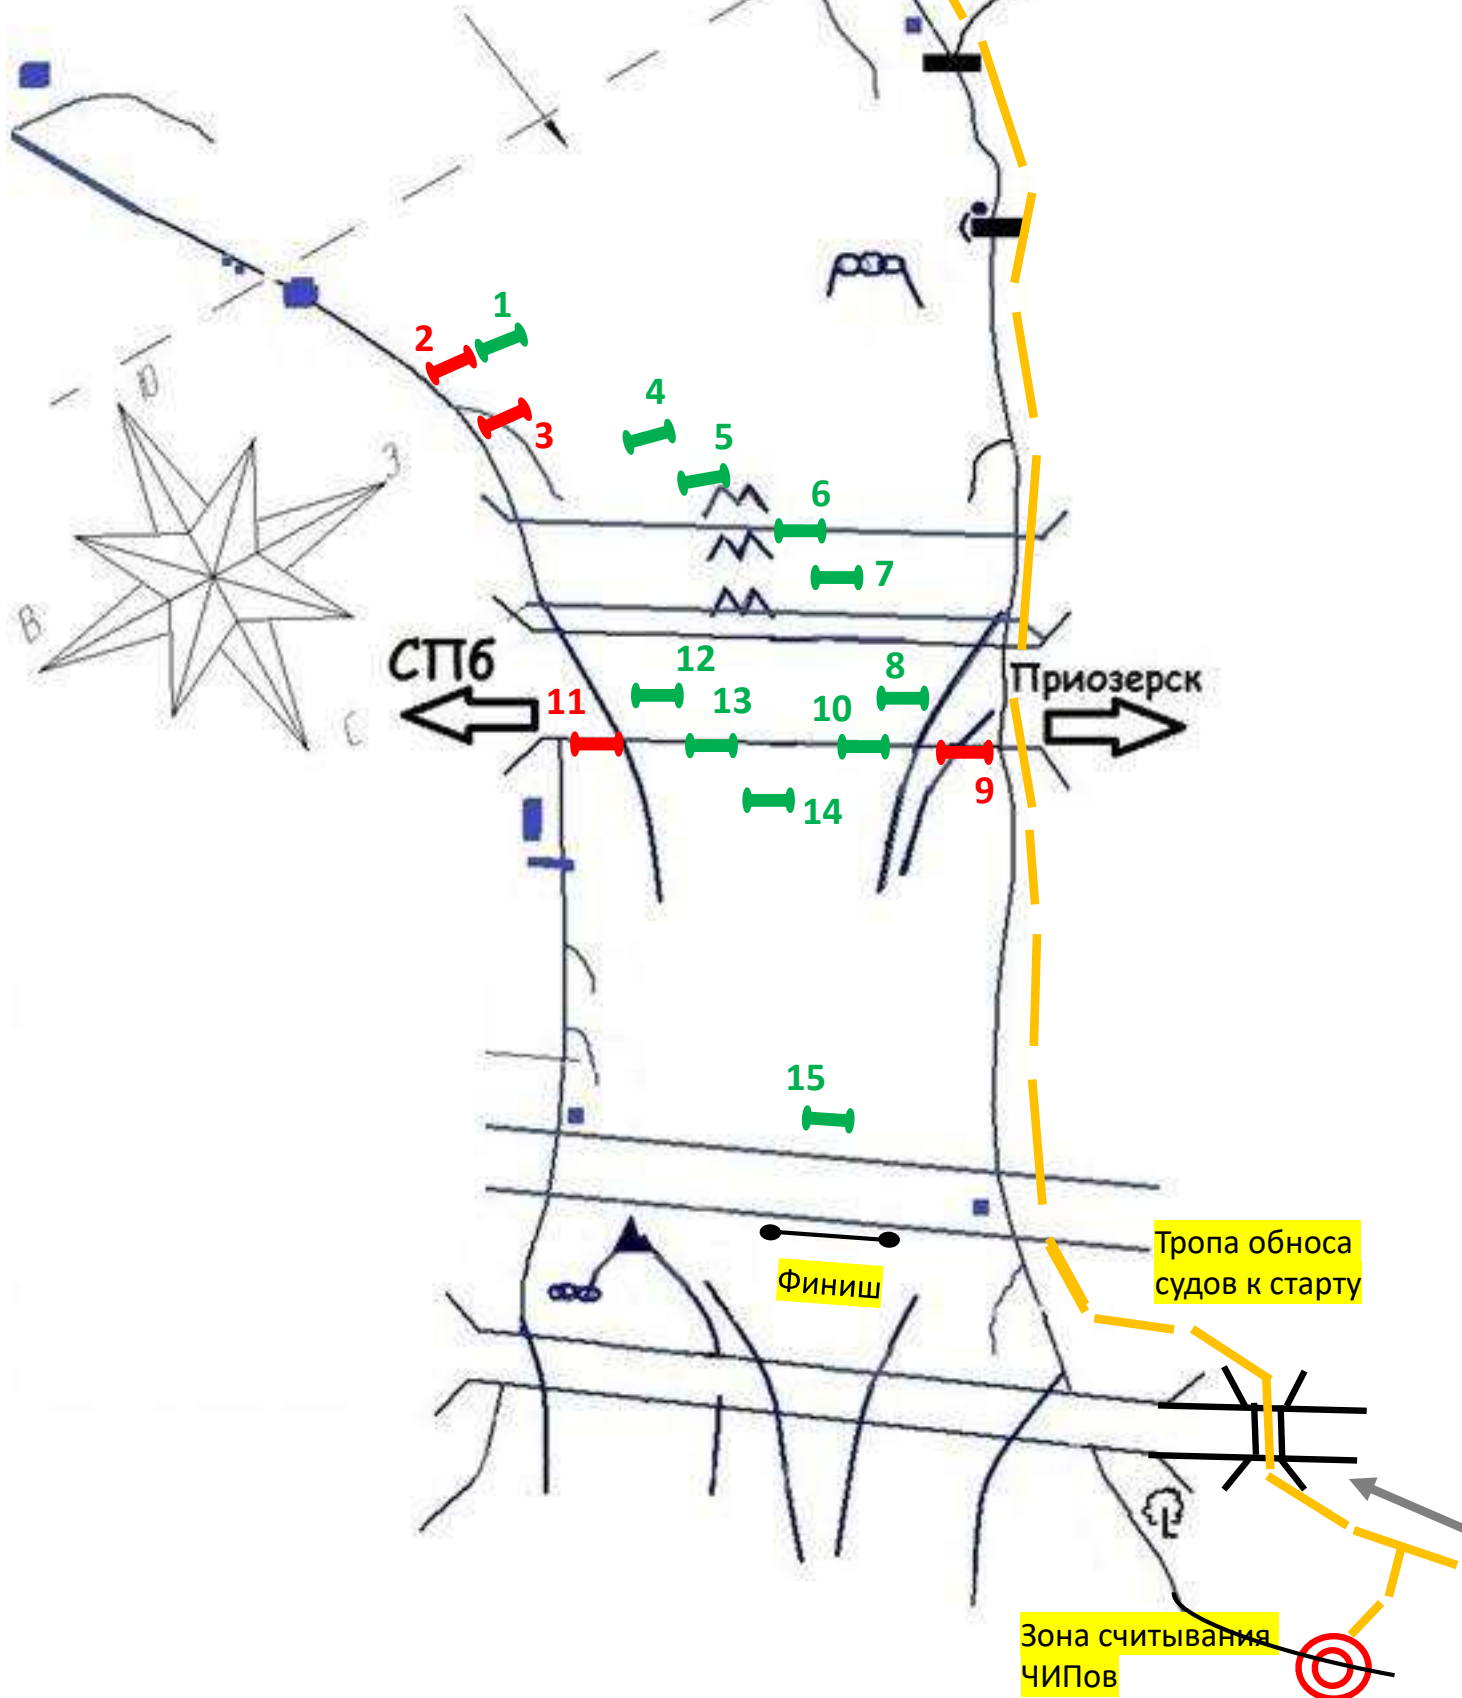 1
2
4
3
5
Ю
З
6
7
В
С
СПб
12
8
Приозерск
11
13
10
9
14
15
Тропа обноса
судов к старту
Финиш
Зона считывания
ЧИПов